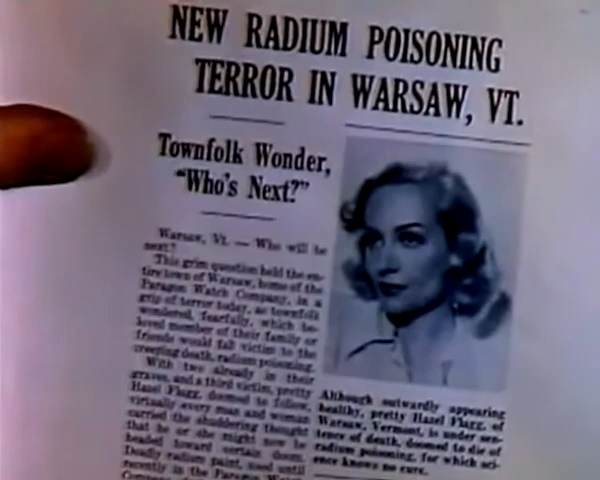 NEW RADIUM POISONING
TERROR IN WARSAW, VT.
Townfolk Wonder,
"Who's Next?"
Warsaw, Vt. — Who will be
next?
This grim question held the en-
tire town of Warsaw, home of the
Paragon Watch Company, in a
grip of terror today, as townfolk
wondered, fearfully, which be-
loved member of their family or
friends would fall victim to the
creeping death, radium poisoning.
With two already in their
graves, and a third victim, pretty
Hazel Flagg, doomed to follow,
virtually every man and woman
carried the shuddering thought
that he or she might now be
headed toward certain doom.
Deadly radium paint, used until
recently in the Paragon Watch
Although outwardly appearing
healthy, pretty Hazel Flagg, of
Warsaw, Vermont, is under sen-
tence of death, doomed to die of
radium poisoning, for which sci-
ence knows no cure.